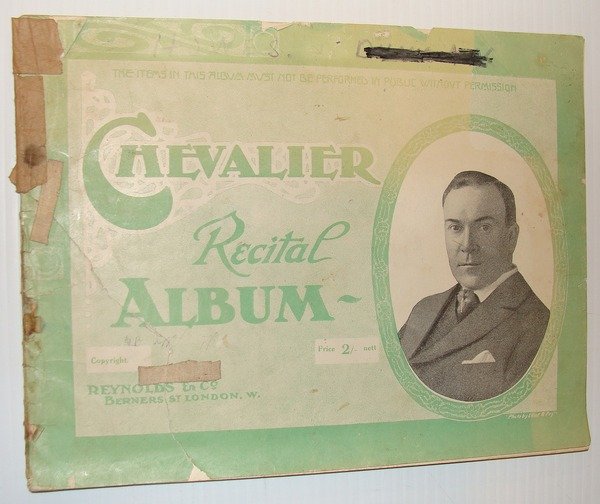 THE ITEMS IN THIS ALBUM MUST NOT BE PERFORMED IN PUBLIC WITHOUT PERMISSION
CHEVALIER
Recital
ALBUM
Copyright.
Price 2/- nett
REYNOLDS & Co
BERNERS ST LONDON, W.